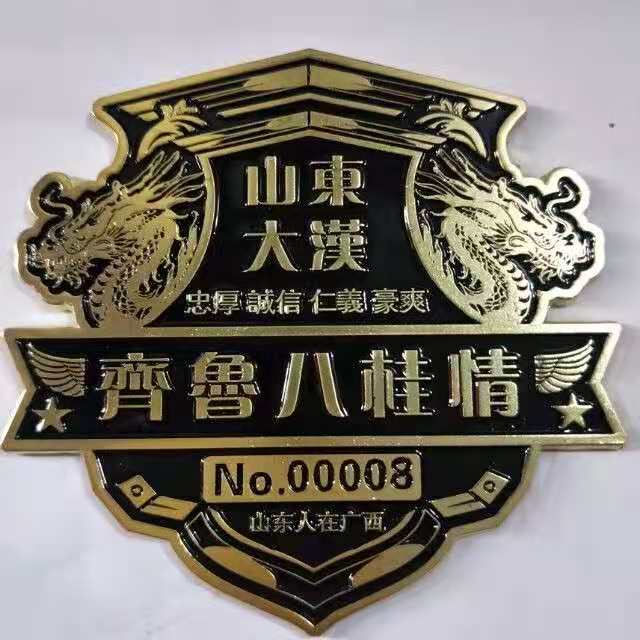 山東
大漢
忠厚 誠信 仁義 豪爽
齊魯八桂情
No.00008
山东人在广西